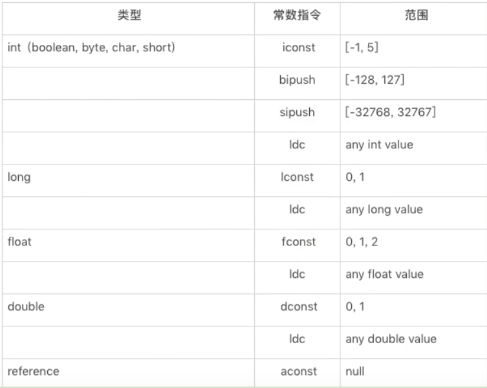 类型 常数指令 范围
int（boolean, byte, char, short） iconst [-1, 5]
bipush [-128, 127]
sipush [-32768, 32767]
ldc any int value
long lconst 0, 1
ldc any long value
float fconst 0, 1, 2
ldc any float value
double dconst 0, 1
ldc any double value
reference aconst null